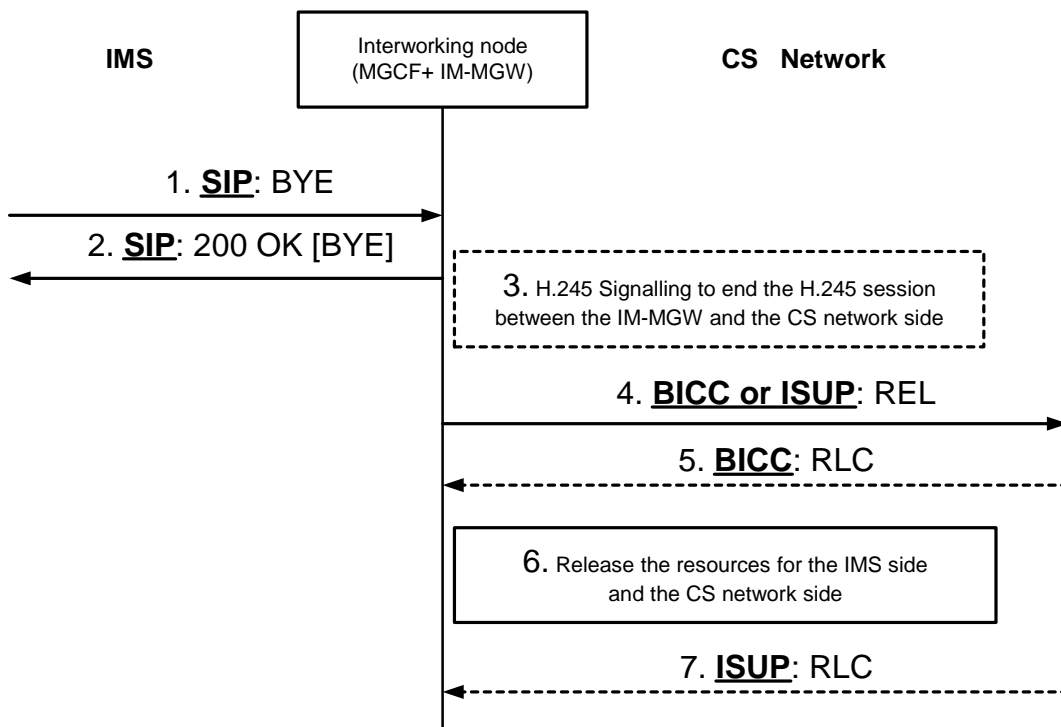 IMS
Interworking node
(MGCF+ IM-MGW)
CS Network
1. SIP: BYE
2. SIP: 200 OK [BYE]
3. H.245 Signalling to end the H.245 session
between the IM-MGW and the CS network side
4. BICC or ISUP: REL
5. BICC: RLC
6. Release the resources for the IMS side
and the CS network side
7. ISUP: RLC